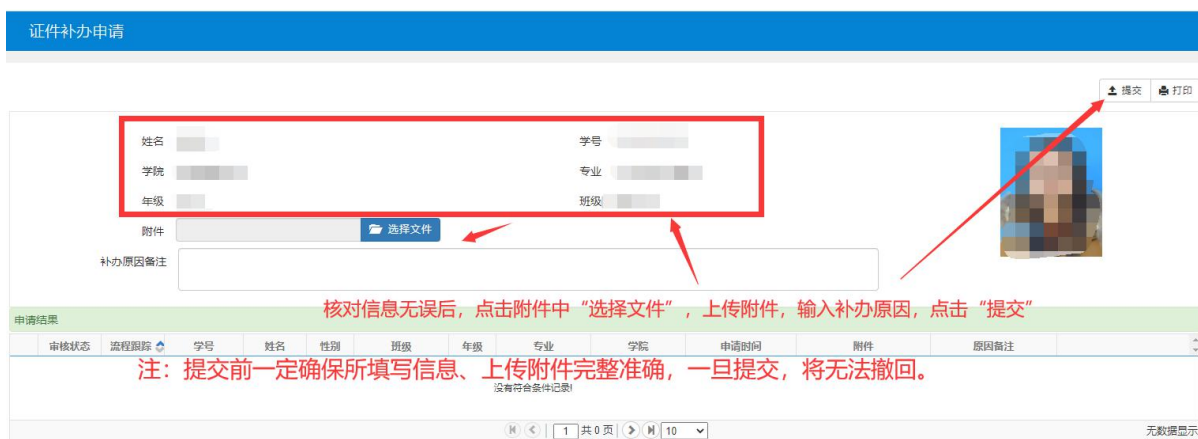 证件补办申请
提交 打印
姓名 学号
学院 专业
年级 班级
附件 选择文件
补办原因备注
核对信息无误后，点击附件中“选择文件”，上传附件，输入补办原因，点击“提交”
申请结果
审核状态 流程跟踪 学号 姓名 性别 班级 年级 专业 学院 申请时间 附件 原因备注
注：提交前一定确保所填写信息、上传附件完整准确，一旦提交，将无法撤回。
没有符合条件记录!
1 共 0 页 10 无数据显示